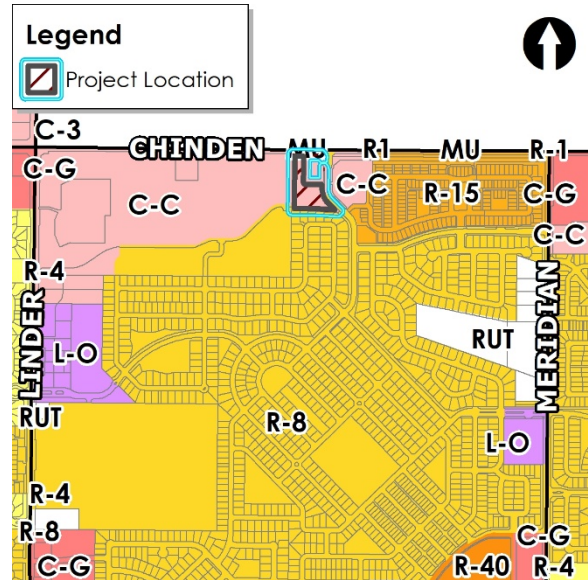 Legend
Project Location
C-3
CHINDEN
MU
R1
MU
R-1
C-G
C-C
C-C
R-15
C-G
C-C
R-4
LINDER
L-O
RUT
MERIDIAN
RUT
R-8
L-O
R-4
R-8
C-G
C-G
R-40
R-4